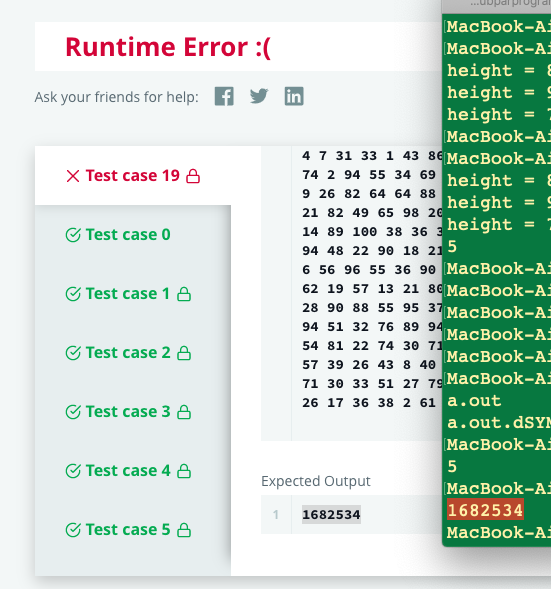 ...ubparprogram
Runtime Error :(
Ask your friends for help:
Test case 19
Test case 0
Test case 1
Test case 2
Test case 3
Test case 4
Test case 5
4 7 31 33 1 43 86
74 2 94 55 34 69
9 26 82 64 64 88
21 82 49 65 98 20
14 89 100 38 36 3
94 48 22 90 18 21
6 56 96 55 36 90
62 19 57 13 21 80
28 90 88 55 95 37
94 51 32 76 89 94
54 81 22 74 30 71
57 39 26 43 8 40
71 30 33 51 27 79
26 17 36 38 2 61
Expected Output
1 1682534
MacBook-Ai
MacBook-Ai
height = 8
height = 9
height = 7
MacBook-Ai
MacBook-Ai
height = 8
height = 9
height = 7
5
MacBook-Ai
MacBook-Ai
MacBook-Ai
MacBook-Ai
MacBook-Ai
MacBook-Ai
a.out
a.out.dSYM
MacBook-Ai
5
MacBook-Ai
1682534
MacBook-Ai